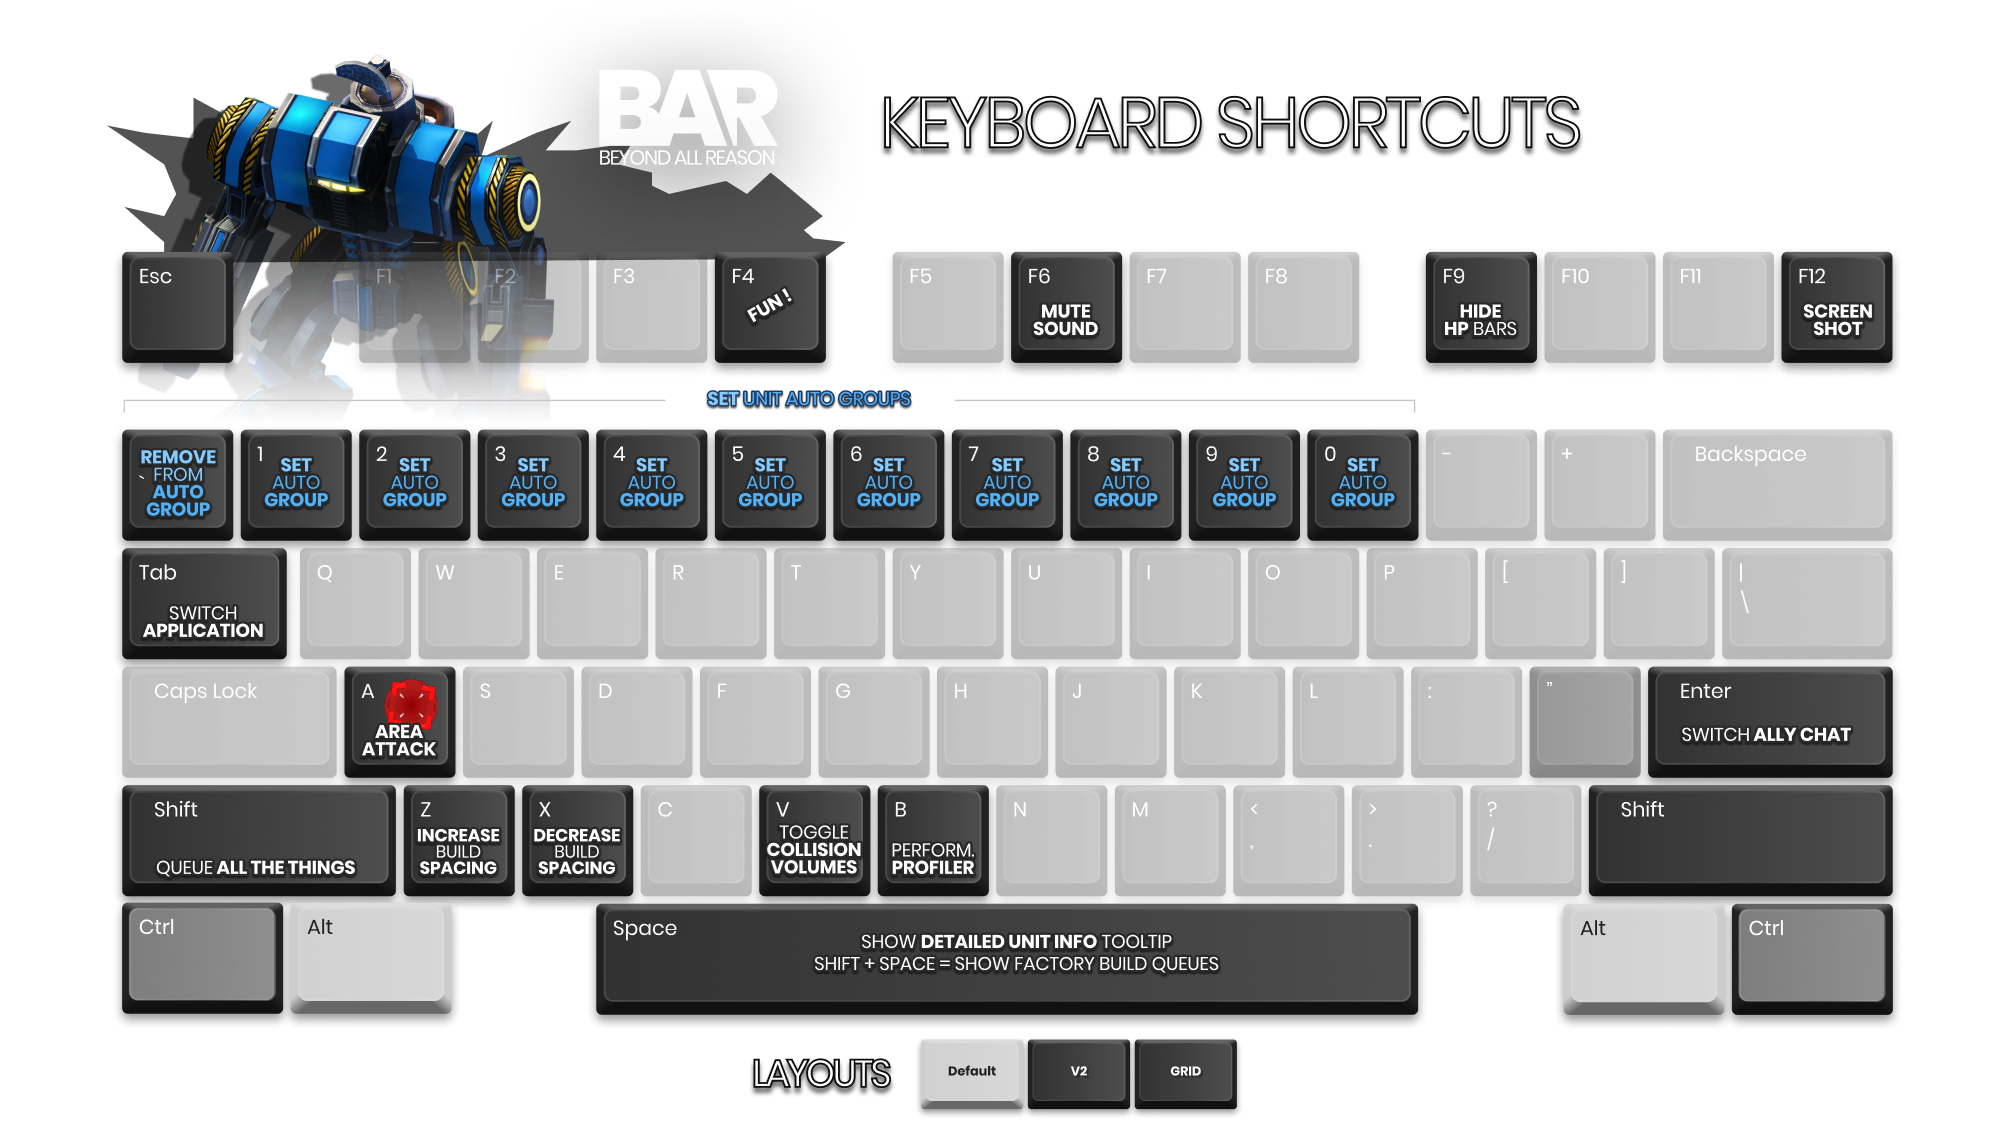 BAR
BEYOND ALL REASON
KEYBOARD SHORTCUTS
Esc
F1
F2
F3
F4
FUN !
F5
F6
MUTE
SOUND
F7
F8
F9
HIDE
HP BARS
F10
F11
F12
SCREEN
SHOT
SET UNIT AUTO GROUPS
REMOVE
` FROM
AUTO
GROUP
1
SET
AUTO
GROUP
2
SET
AUTO
GROUP
3
SET
AUTO
GROUP
4
SET
AUTO
GROUP
5
SET
AUTO
GROUP
6
SET
AUTO
GROUP
7
SET
AUTO
GROUP
8
SET
AUTO
GROUP
9
SET
AUTO
GROUP
0
SET
AUTO
GROUP
-
+
Backspace
Tab
SWITCH
APPLICATION
Q
W
E
R
T
Y
U
I
O
P
[
]
|
\
Caps Lock
A
AREA
ATTACK
S
D
F
G
H
J
K
L
:
"
Enter
SWITCH ALLY CHAT
Shift
QUEUE ALL THE THINGS
Z
INCREASE
BUILD
SPACING
X
DECREASE
BUILD
SPACING
C
V
TOGGLE
COLLISION
VOLUMES
B
PERFORM.
PROFILER
N
M
<
,
>
.
?
/
Shift
Ctrl
Alt
Space
SHOW DETAILED UNIT INFO TOOLTIP
SHIFT + SPACE = SHOW FACTORY BUILD QUEUES
Alt
Ctrl
LAYOUTS
Default
V2
GRID